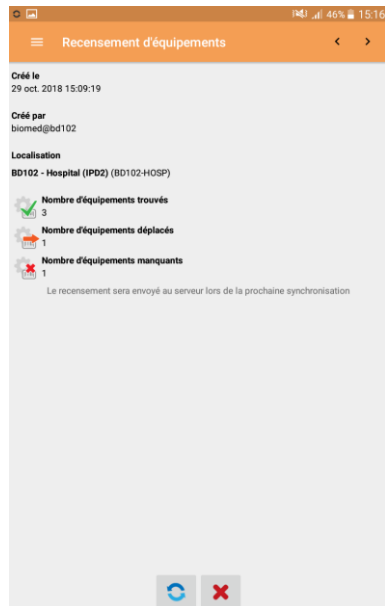 46% 15:16
Recensement d'équipements
Créé le
29 oct. 2018 15:09:19
Créé par
biomed@bd102
Localisation
BD102 - Hospital (IPD2) (BD102-HOSP)
Nombre d'équipements trouvés
3
Nombre d'équipements déplacés
1
Nombre d'équipements manquants
1
Le recensement sera envoyé au serveur lors de la prochaine synchronisation